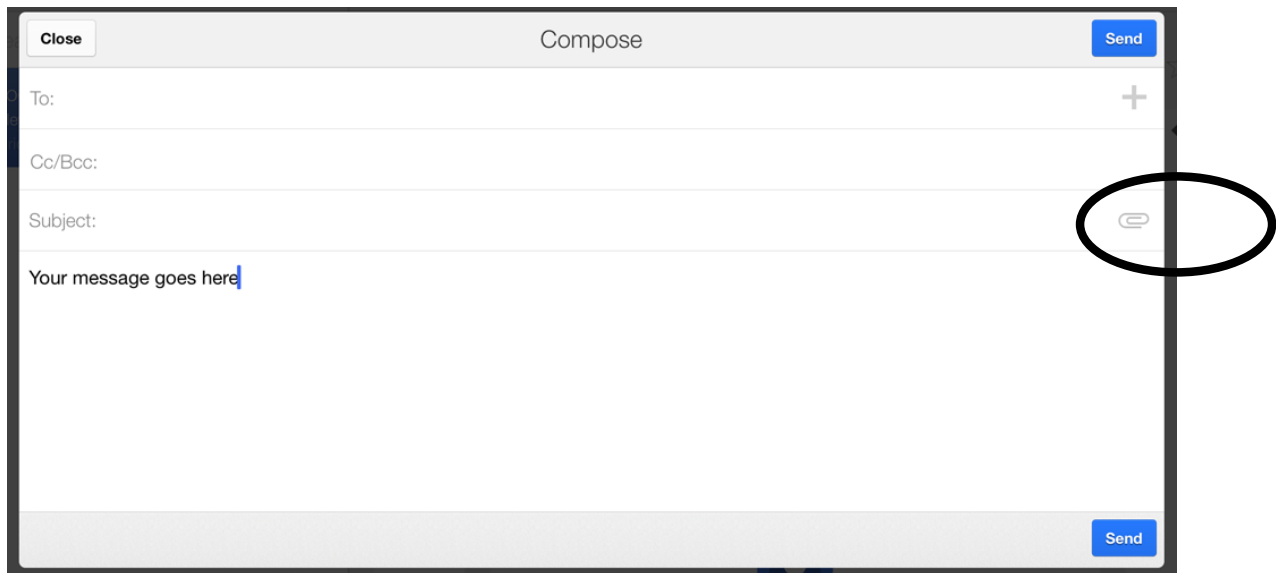 Close Compose Send
To:
Cc/Bcc:
Subject:
Your message goes here
Send